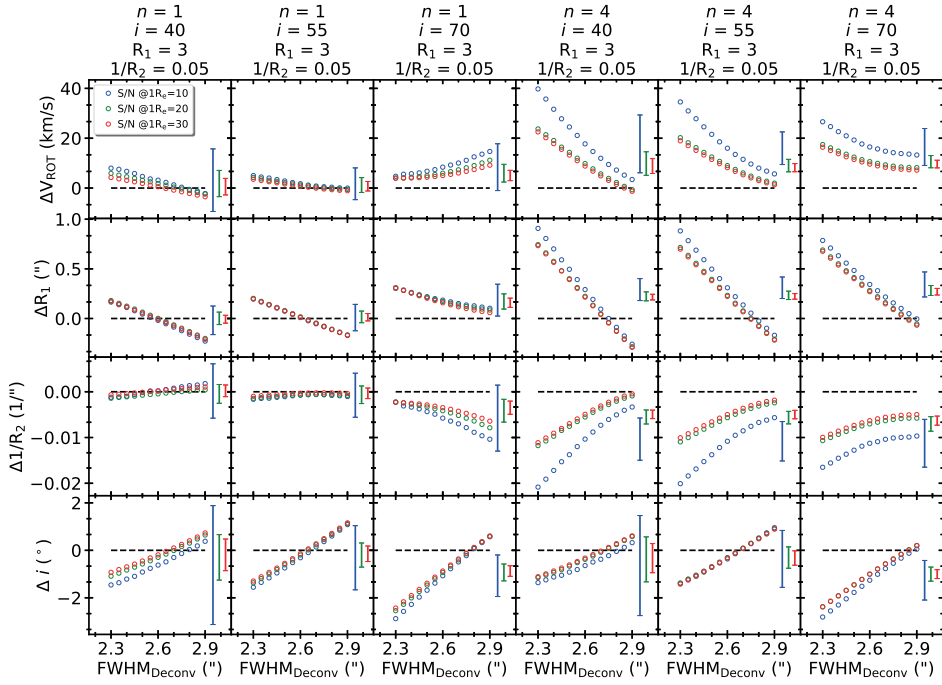 n = 1 n = 1 n = 1 n = 4 n = 4 n = 4
i = 40 i = 55 i = 70 i = 40 i = 55 i = 70
R1 = 3 R1 = 3 R1 = 3 R1 = 3 R1 = 3 R1 = 3
1/R2 = 0.05 1/R2 = 0.05 1/R2 = 0.05 1/R2 = 0.05 1/R2 = 0.05 1/R2 = 0.05
S/N @1Re=10
S/N @1Re=20
S/N @1Re=30
ΔVROT (km/s)
40
20
0
ΔR1 (")
1.0
0.5
0.0
Δ1/R2 (1/")
0.00
−0.01
−0.02
Δ i (°)
2
0
−2
2.3 2.6 2.9 2.3 2.6 2.9 2.3 2.6 2.9 2.3 2.6 2.9 2.3 2.6 2.9 2.3 2.6 2.9
FWHMDeconv (") FWHMDeconv (") FWHMDeconv (") FWHMDeconv (") FWHMDeconv (") FWHMDeconv (")